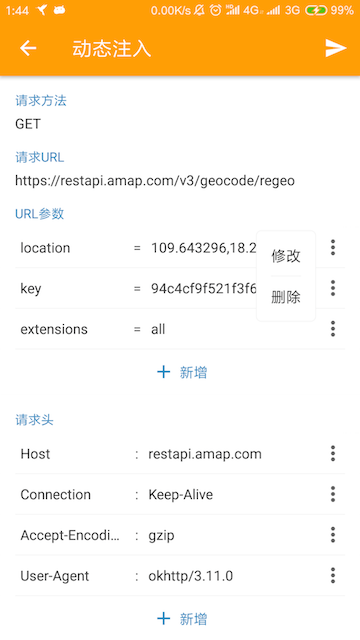 1:44 0.00K/s 4G 3G 99%
动态注入
请求方法
GET
请求URL
https://restapi.amap.com/v3/geocode/regeo
URL参数
location = 109.643296,18.2
修改
key = 94c4cf9f521f3f6
删除
extensions = all
+ 新增
请求头
Host : restapi.amap.com
Connection : Keep-Alive
Accept-Encodi... : gzip
User-Agent : okhttp/3.11.0
+ 新增